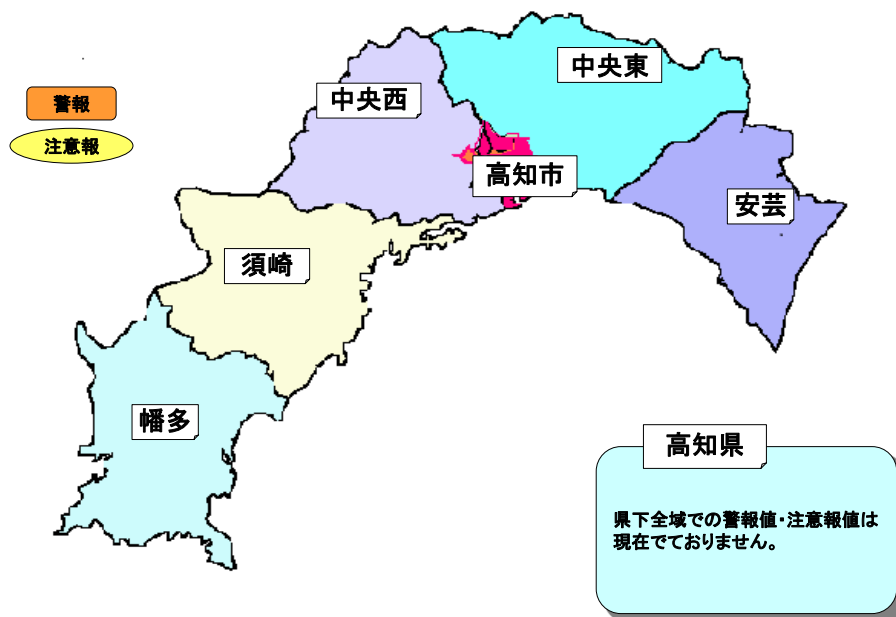 中央東
中央西
警報
注意報
高知市
安芸
須崎
幡多
高知県
県下全域での警報値・注意報値は
現在でておりません。